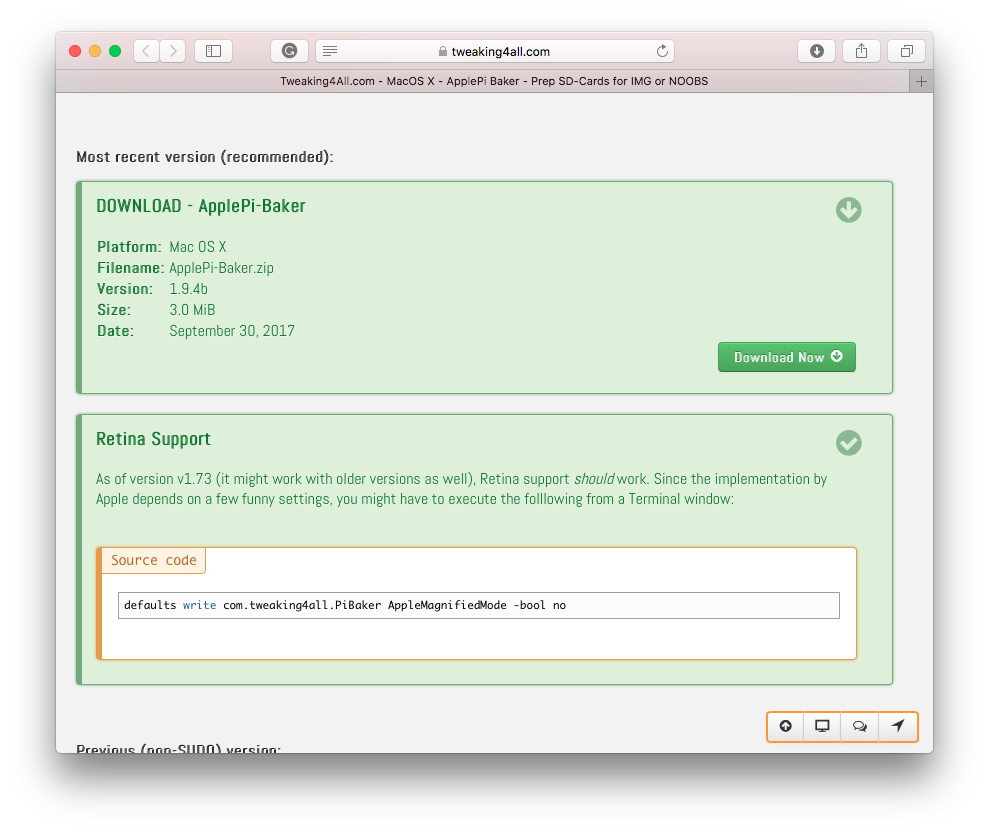 tweaking4all.com
Tweaking4All.com - MacOS X - ApplePi Baker - Prep SD-Cards for IMG or NOOBS
Most recent version (recommended):
DOWNLOAD - ApplePi-Baker
Platform: Mac OS X
Filename: ApplePi-Baker.zip
Version: 1.9.4b
Size: 3.0 MiB
Date: September 30, 2017
Download Now
Retina Support
As of version v1.73 (it might work with older versions as well), Retina support should work. Since the implementation by
Apple depends on a few funny settings, you might have to execute the folllowing from a Terminal window:
Source code
defaults write com.tweaking4all.PiBaker AppleMagnifiedMode -bool no
Previous (non-SUDO) version: